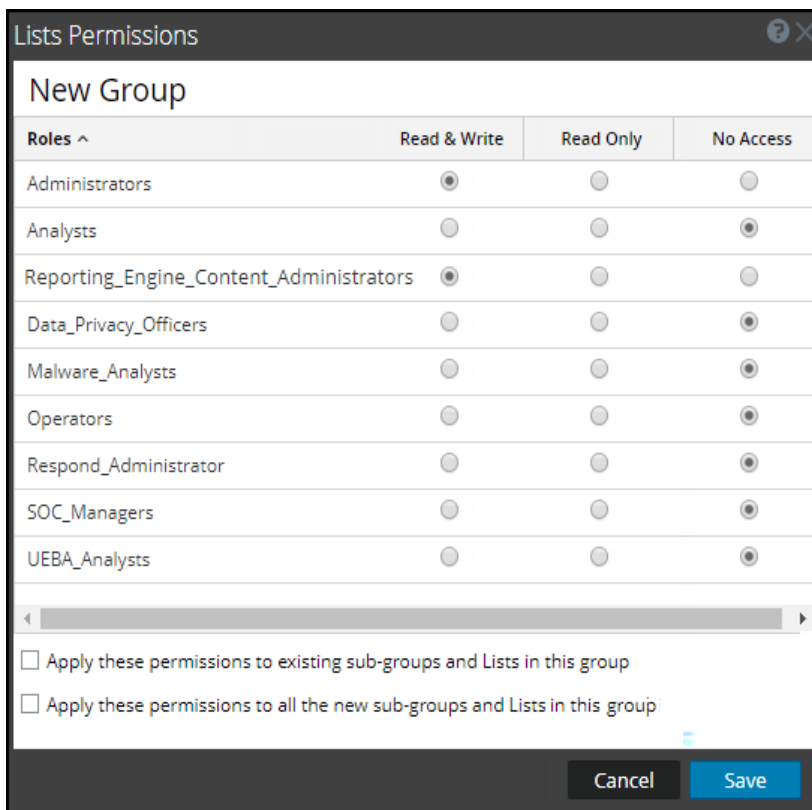 Lists Permissions
New Group
Roles Read & Write Read Only No Access
Administrators
Analysts
Reporting_Engine_Content_Administrators
Data_Privacy_Officers
Malware_Analysts
Operators
Respond_Administrator
SOC_Managers
UEBA_Analysts
Apply these permissions to existing sub-groups and Lists in this group
Apply these permissions to all the new sub-groups and Lists in this group
Cancel Save